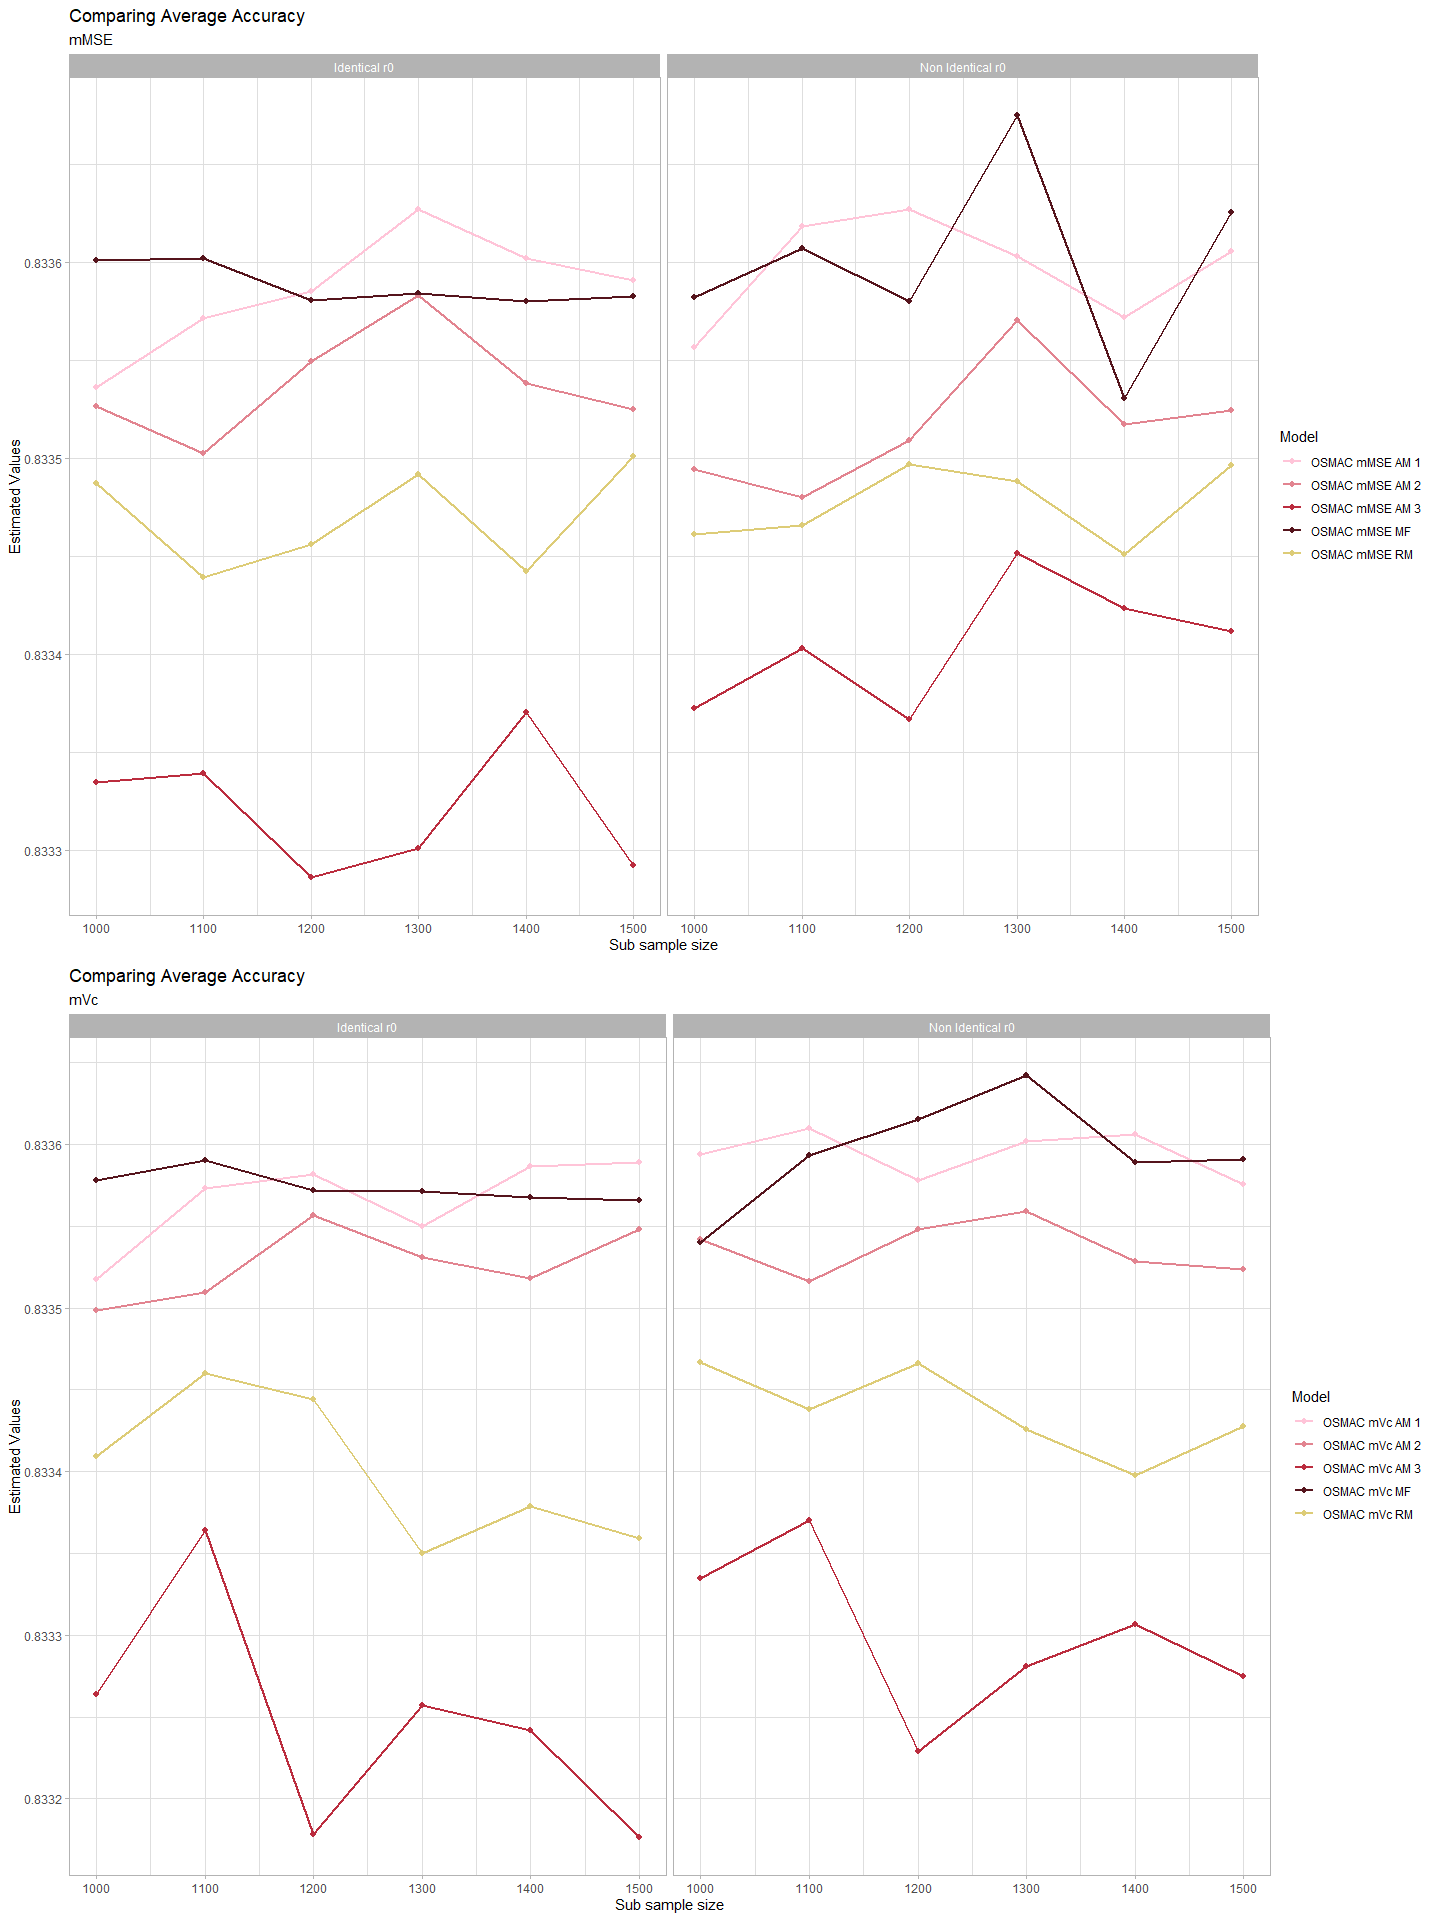 Comparing Average Accuracy
mMSE
Identical r0
Non Identical r0
Estimated Values
0.8336
0.8335
0.8334
0.8333
1000 1100 1200 1300 1400 1500
1000 1100 1200 1300 1400 1500
Sub sample size
Model
OSMAC mMSE AM 1
OSMAC mMSE AM 2
OSMAC mMSE AM 3
OSMAC mMSE MF
OSMAC mMSE RM
Comparing Average Accuracy
mVc
Identical r0
Non Identical r0
Estimated Values
0.8336
0.8335
0.8334
0.8333
0.8332
1000 1100 1200 1300 1400 1500
1000 1100 1200 1300 1400 1500
Sub sample size
Model
OSMAC mVc AM 1
OSMAC mVc AM 2
OSMAC mVc AM 3
OSMAC mVc MF
OSMAC mVc RM